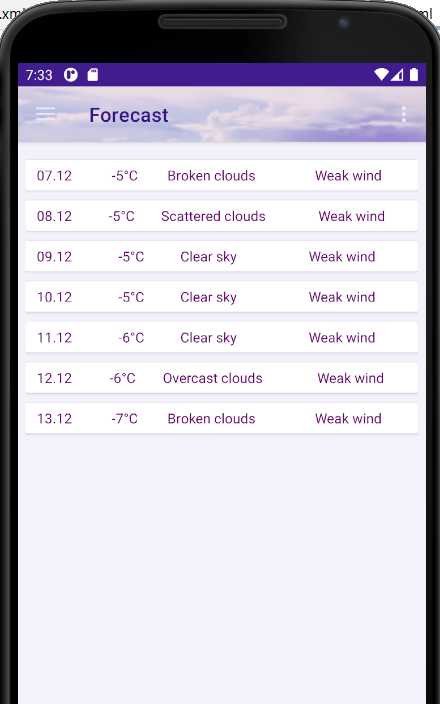 .xml
ml
7:33
Forecast
07.12 -5°C Broken clouds Weak wind
08.12 -5°C Scattered clouds Weak wind
09.12 -5°C Clear sky Weak wind
10.12 -5°C Clear sky Weak wind
11.12 -6°C Clear sky Weak wind
12.12 -6°C Overcast clouds Weak wind
13.12 -7°C Broken clouds Weak wind